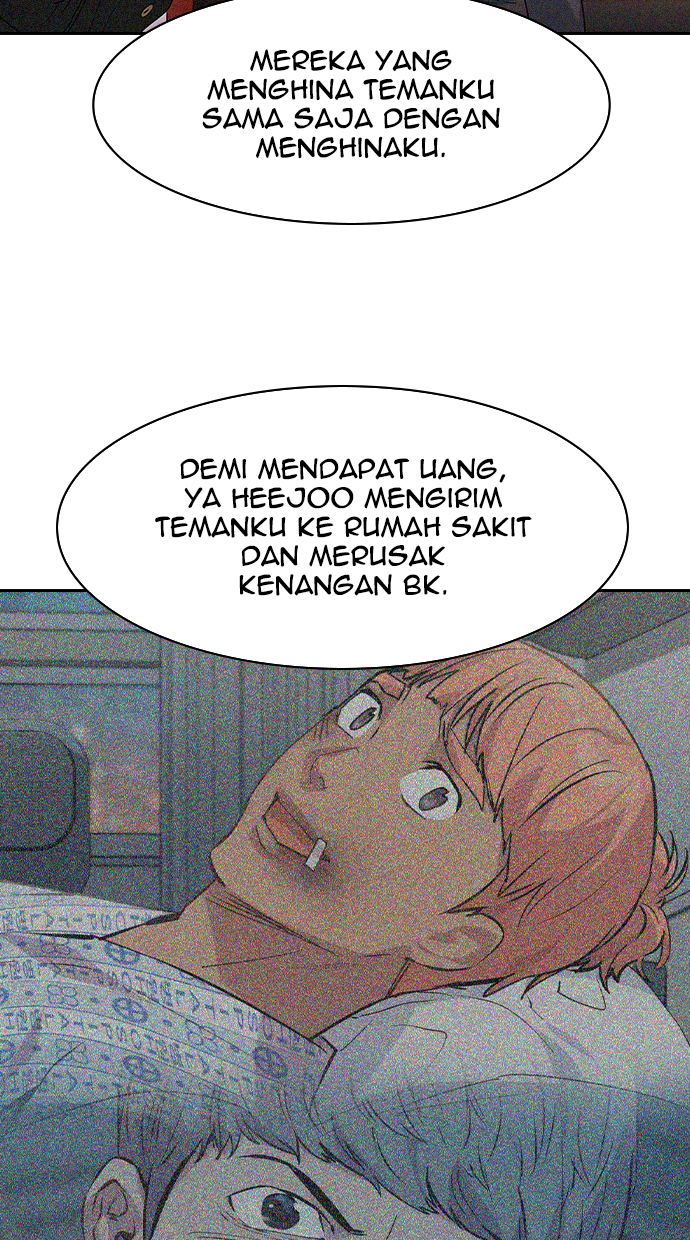 MEREKA YANG
MENGHINA TEMANKU
SAMA SAJA DENGAN
MENGHINAKU.
DEMI MENDAPAT UANG,
YA HEEJOO MENGIRIM
TEMANKU KE RUMAH SAKIT
DAN MERUSAK
KENANGAN BK.